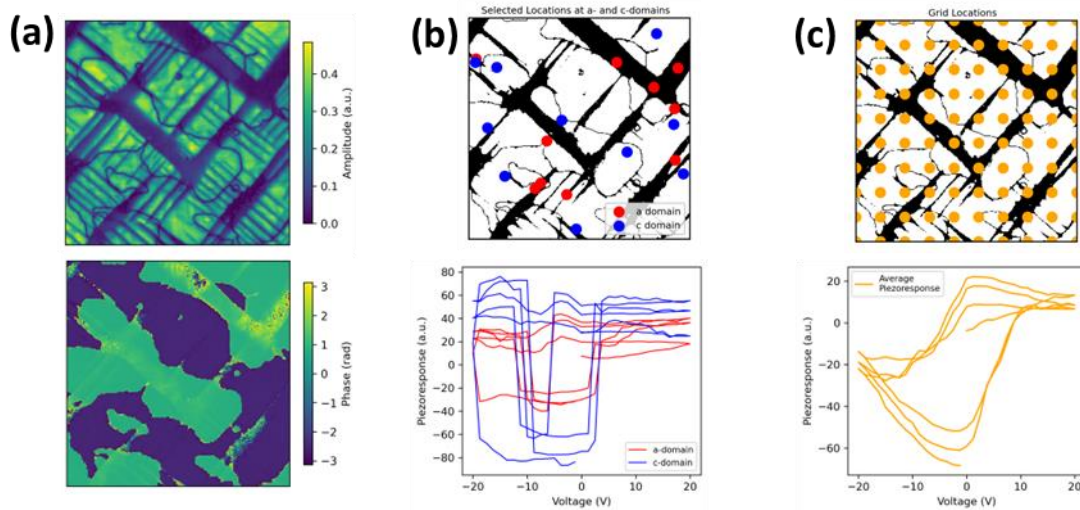 (a)
0.4
0.3
0.2
0.1
0.0
Amplitude (a.u.)
3
2
1
0
-1
-2
-3
Phase (rad)
(b)
Selected Locations at a- and c-domains
a domain
c domain
80
60
40
20
0
−20
−40
−60
−80
Piezoresponse (a.u.)
a-domain
c-domain
−20 −10 0 10 20
Voltage (V)
(c)
Grid Locations
Average
Piezoresponse
20
0
−20
−40
−60
Piezoresponse (a.u.)
−20 −10 0 10 20
Voltage (V)